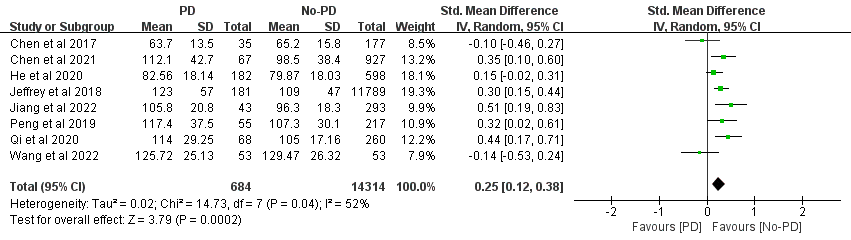 PD No-PD Std. Mean Difference Std. Mean Difference
Study or Subgroup Mean SD Total Mean SD Total Weight IV, Random, 95% CI IV, Random, 95% CI
Chen et al 2017 63.7 13.5 35 65.2 15.8 177 8.5% -0.10 [-0.46, 0.27]
Chen et al 2021 112.1 42.7 67 98.5 38.4 927 13.7% 0.35 [0.10, 0.60]
He et al 2020 82.56 18.14 182 79.87 18.03 598 18.1% 0.15 [-0.02, 0.31]
Jeffrey et al 2018 123 57 181 109 47 11789 19.0% 0.30 [0.15, 0.44]
Jiang et al 2022 105.8 20.8 43 96.3 18.3 293 9.6% 0.51 [0.19, 0.83]
Peng et al 2019 117.4 37.5 55 107.3 30.1 217 10.7% 0.32 [0.02, 0.61]
Qi et al 2020 114 29.25 68 105 17.16 260 12.2% 0.44 [0.17, 0.71]
Wang et al 2022 125.72 25.13 53 129.47 26.32 53 7.9% -0.14 [-0.53, 0.24]
Total (95% CI) 684 14314 100.0% 0.25 [0.12, 0.38]
Heterogeneity: Tau² = 0.02; Chi² = 14.73, df = 7 (P = 0.04); I² = 52%
Test for overall effect: Z = 3.79 (P = 0.0002)
-2 -1 0 1 2
Favours [PD] Favours [No-PD]